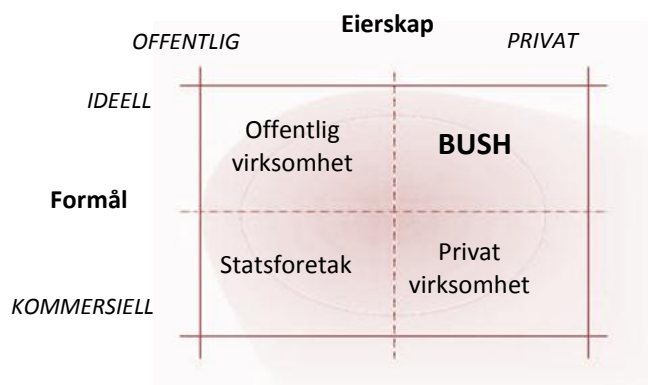 Eierskap
OFFENTLIG PRIVAT
IDEELL
Offentlig
virksomhet
BUSH
Formål
Statsforetak
Privat
virksomhet
KOMMERSIELL